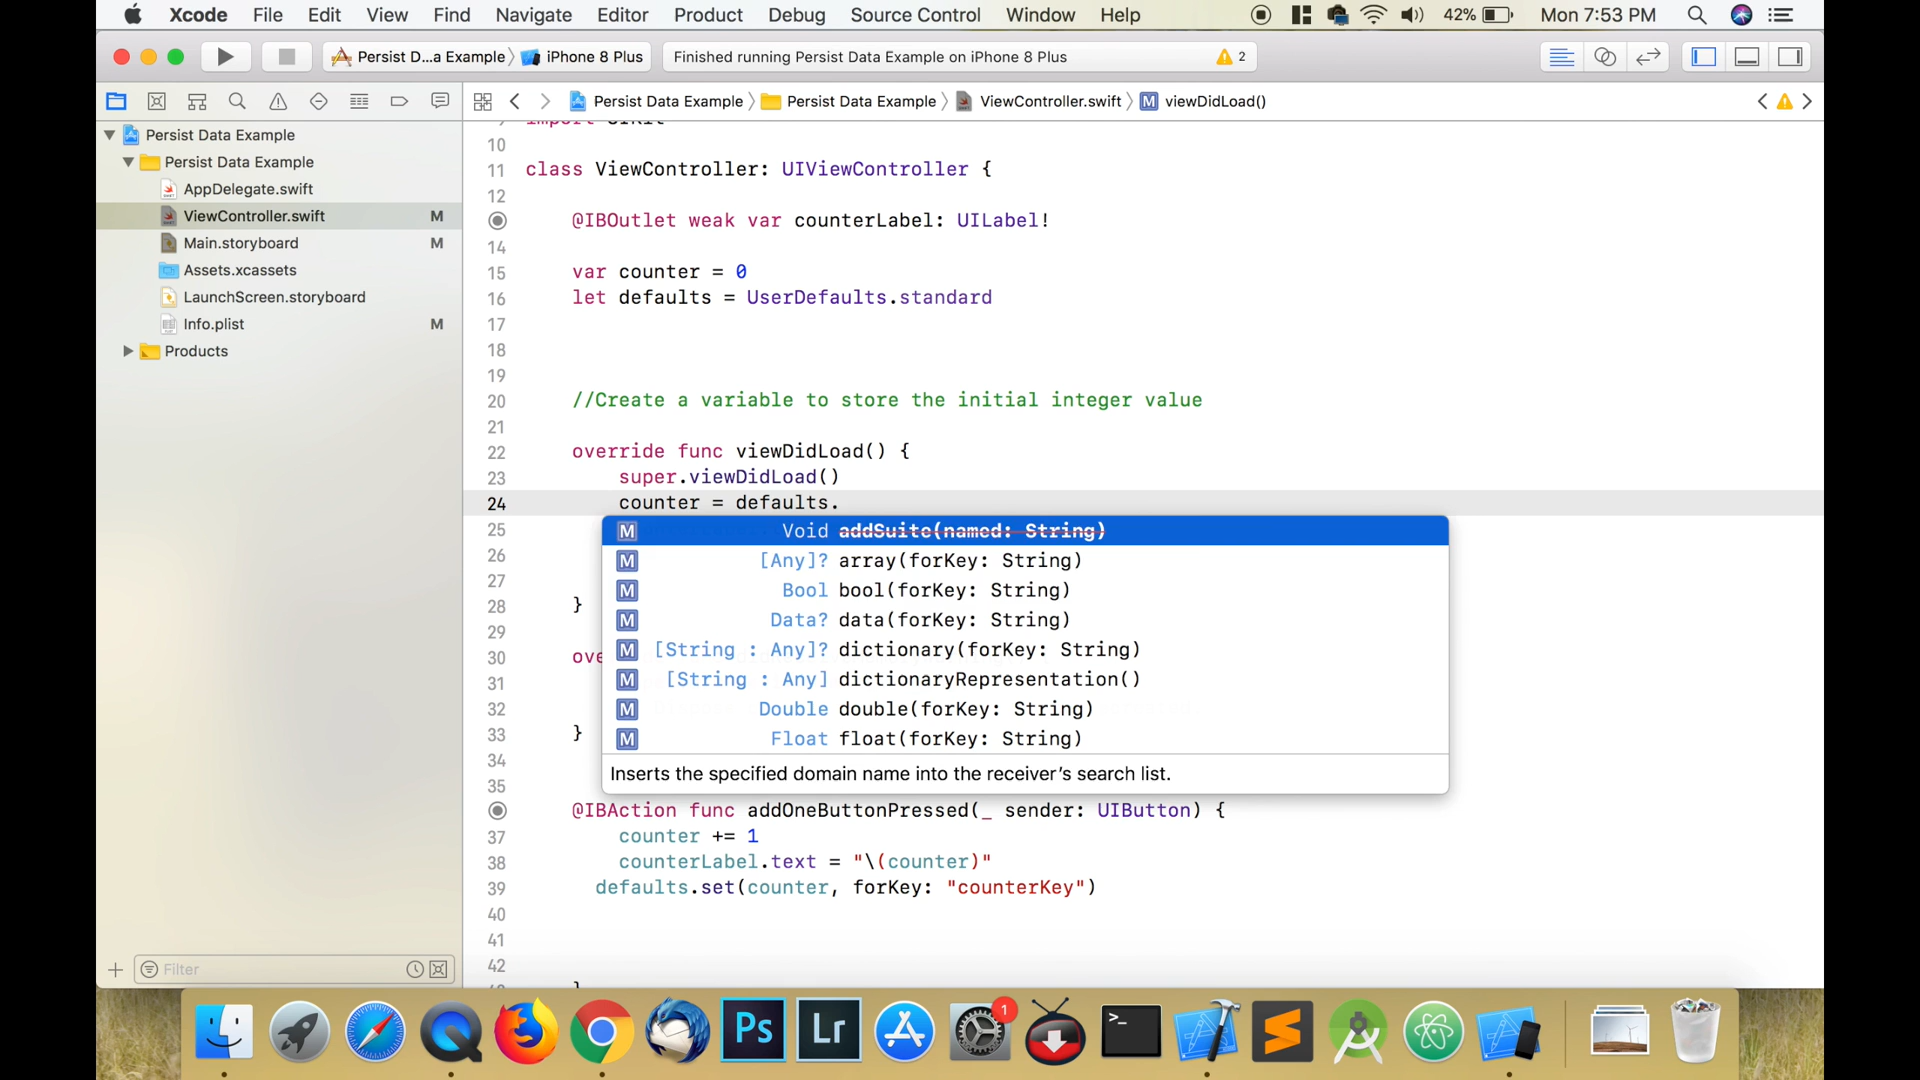 Xcode File Edit View Find Navigate Editor Product Debug Source Control Window Help 42% Mon 7:53 PM
Persist D...a Example iPhone 8 Plus Finished running Persist Data Example on iPhone 8 Plus 2
Persist Data Example Persist Data Example ViewController.swift M viewDidLoad()
Persist Data Example
Persist Data Example
AppDelegate.swift
ViewController.swift M
Main.storyboard M
Assets.xcassets
LaunchScreen.storyboard
Info.plist M
Products
Filter
import UIKit
10
11 class ViewController: UIViewController {
12
@IBOutlet weak var counterLabel: UILabel!
14
15 var counter = 0
16 let defaults = UserDefaults.standard
17
18
19
20 //Create a variable to store the initial integer value
21
22 override func viewDidLoad() {
23 super.viewDidLoad()
24 counter = defaults.
25
26
27
28 }
29
30 ove
31
32
33 }
34
35
M Void addSuite(named: String)
M [Any]? array(forKey: String)
M Bool bool(forKey: String)
M Data? data(forKey: String)
M [String : Any]? dictionary(forKey: String)
M [String : Any] dictionaryRepresentation()
M Double double(forKey: String)
M Float float(forKey: String)
Inserts the specified domain name into the receiver's search list.
@IBAction func addOneButtonPressed(_ sender: UIButton) {
37 counter += 1
38 counterLabel.text = "\(counter)"
39 defaults.set(counter, forKey: "counterKey")
40
41
42
}
Ps Lr 1 >_